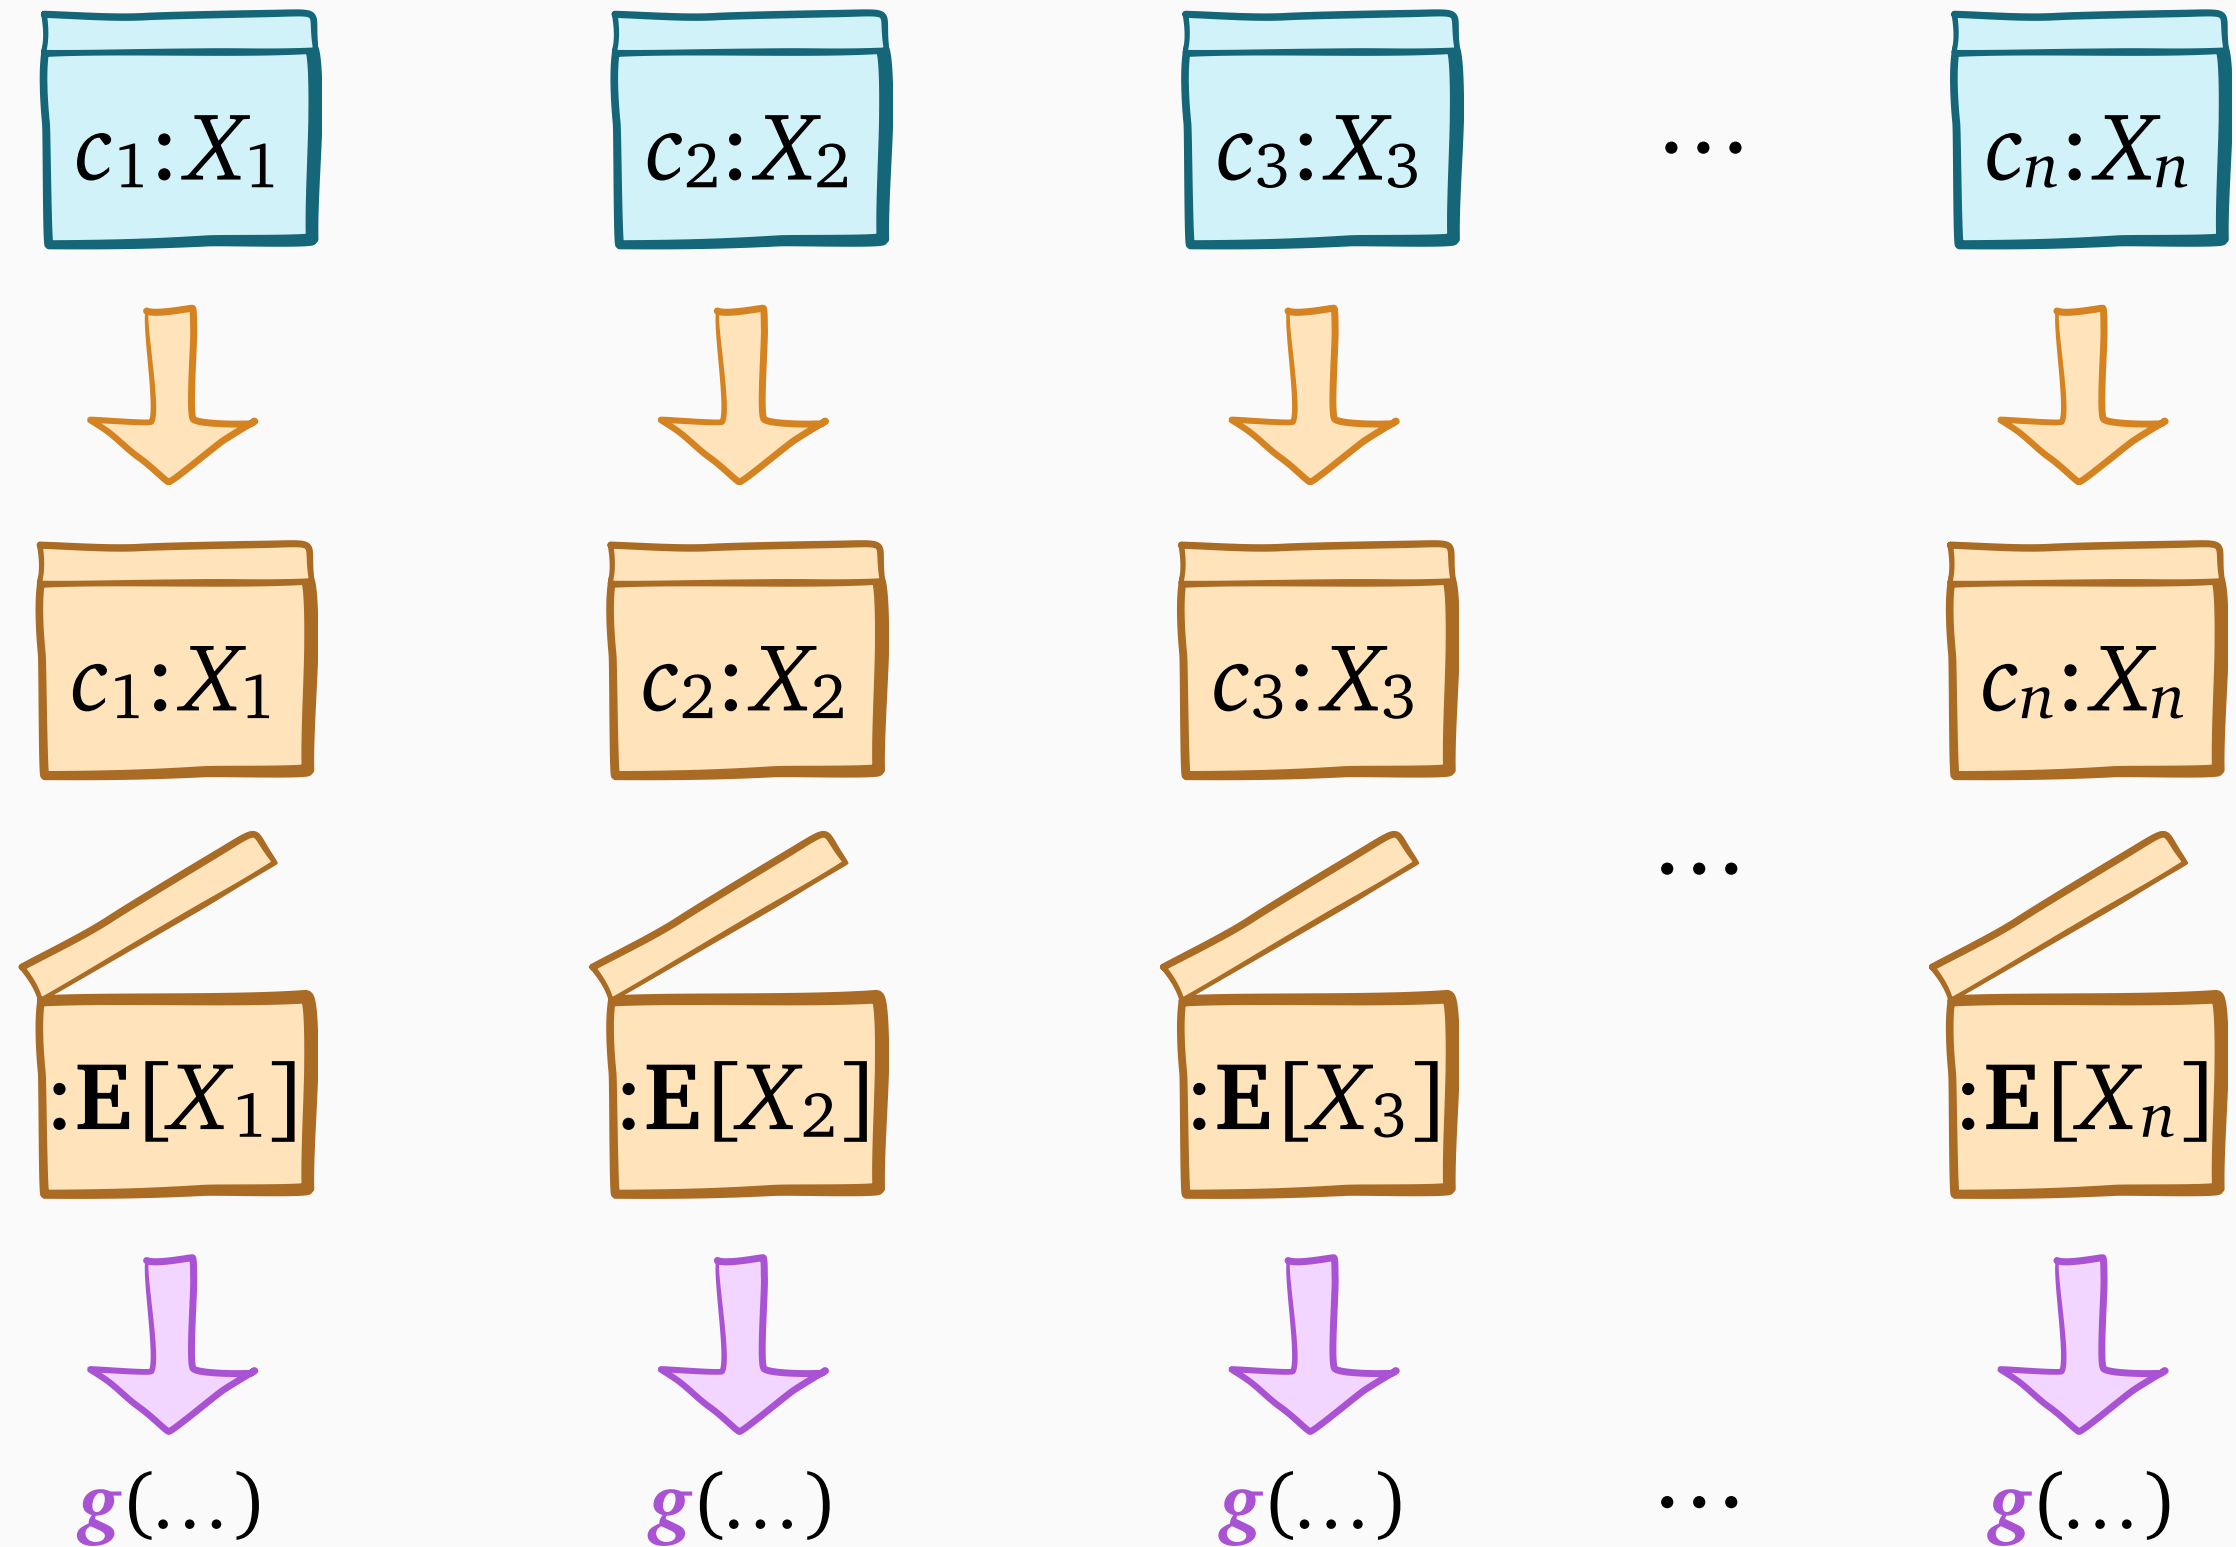 c₁:X₁ c₂:X₂ c₃:X₃ ... cₙ:Xₙ
c₁:X₁ c₂:X₂ c₃:X₃ cₙ:Xₙ
...
:E[X₁] :E[X₂] :E[X₃] :E[Xₙ]
g(...) g(...) g(...) ... g(...)